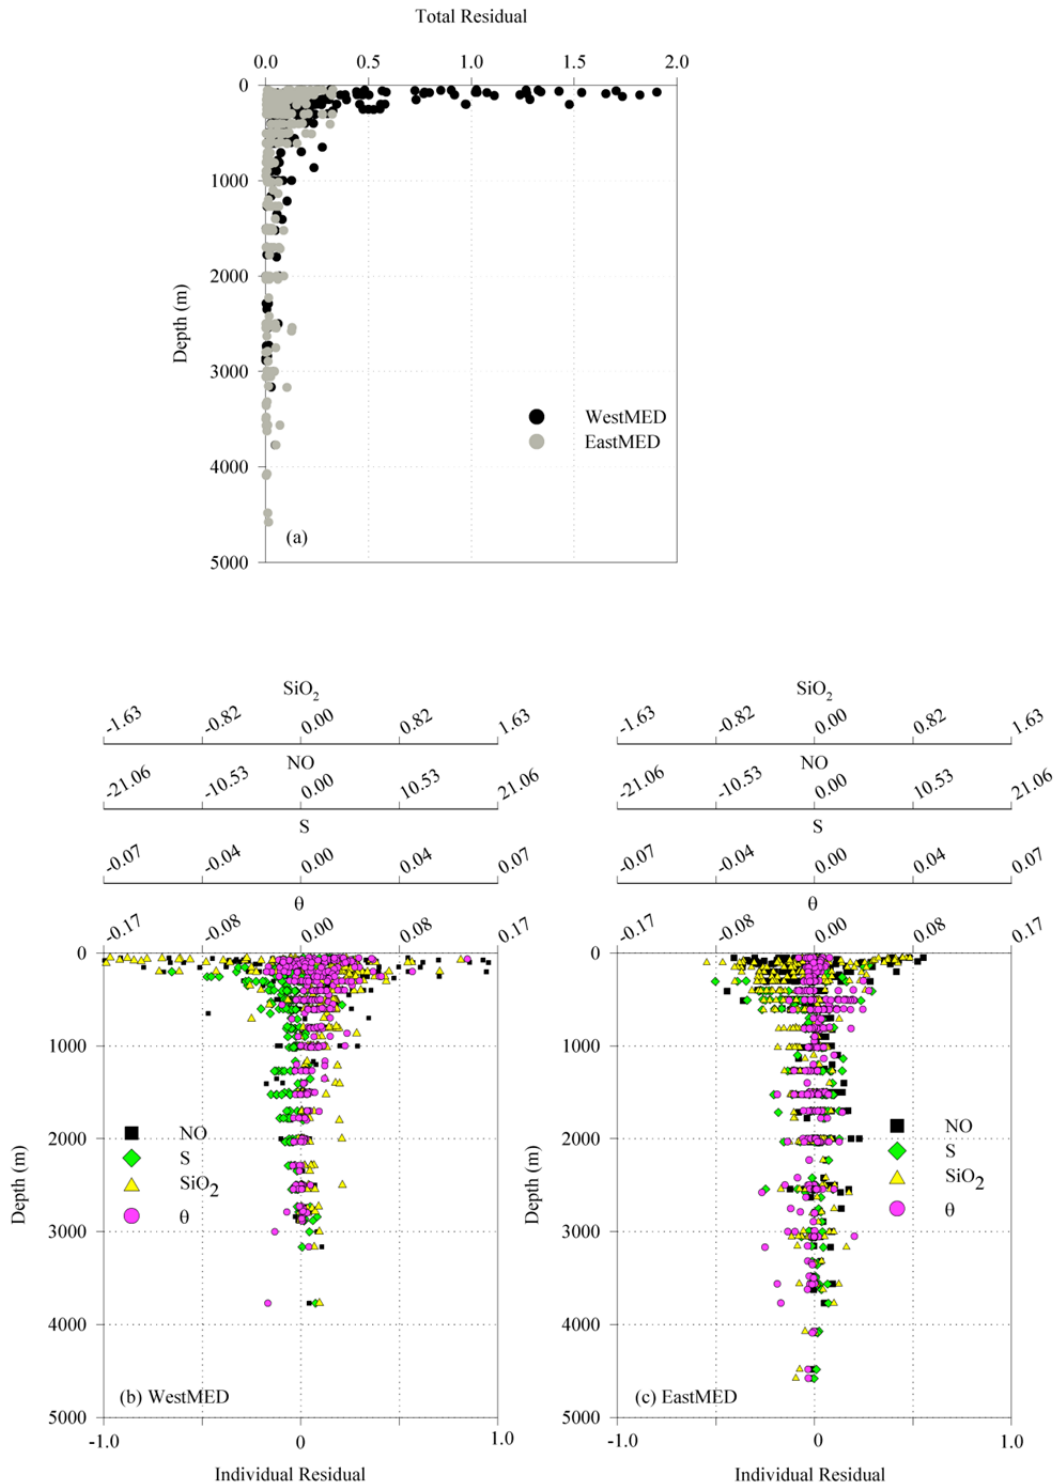 Total Residual
0.0 0.5 1.0 1.5 2.0
0
1000
2000
3000
4000
5000
Depth (m)
WestMED
EastMED
(a)
SiO2
-1.63 -0.82 0.00 0.82 1.63
NO
-21.06 -10.53 0.00 10.53 21.06
S
-0.07 -0.04 0.00 0.04 0.07
θ
-0.17 -0.08 0.00 0.08 0.17
0
1000
2000
3000
4000
5000
Depth (m)
NO
S
SiO2
θ
(b) WestMED
-1.0 0 1.0
Individual Residual
SiO2
-1.63 -0.82 0.00 0.82 1.63
NO
-21.06 -10.53 0.00 10.53 21.06
S
-0.07 -0.04 0.00 0.04 0.07
θ
-0.17 -0.08 0.00 0.08 0.17
0
1000
2000
3000
4000
5000
Depth (m)
NO
S
SiO2
θ
(c) EastMED
-1.0 0 1.0
Individual Residual